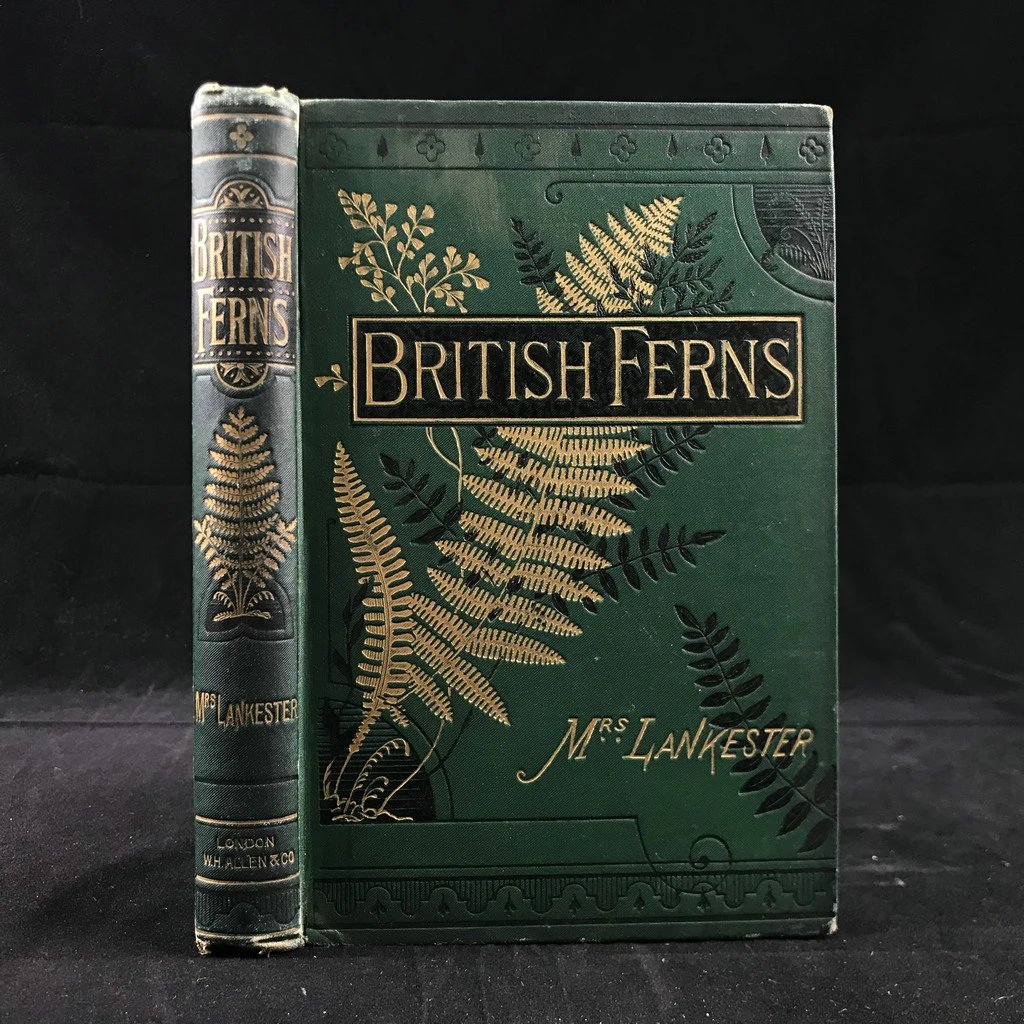 BRITISH
FERNS
MRS LANKESTER
LONDON
W.H. ALLEN & CO
BRITISH FERNS
MRS. LANKESTER